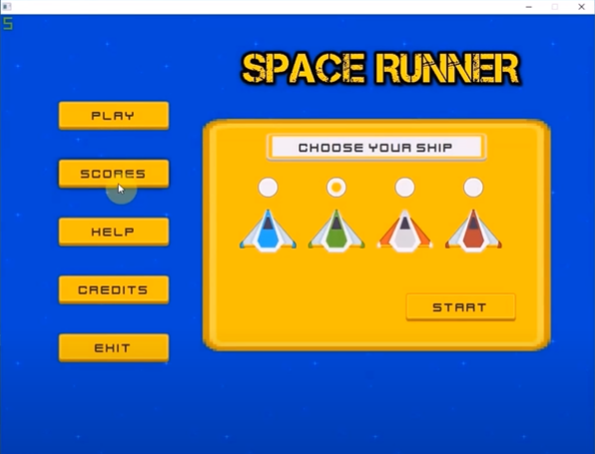 5
SPACE RUNNER
PLAY
CHOOSE YOUR SHIP
SCORES
HELP
CREDITS
START
EXIT